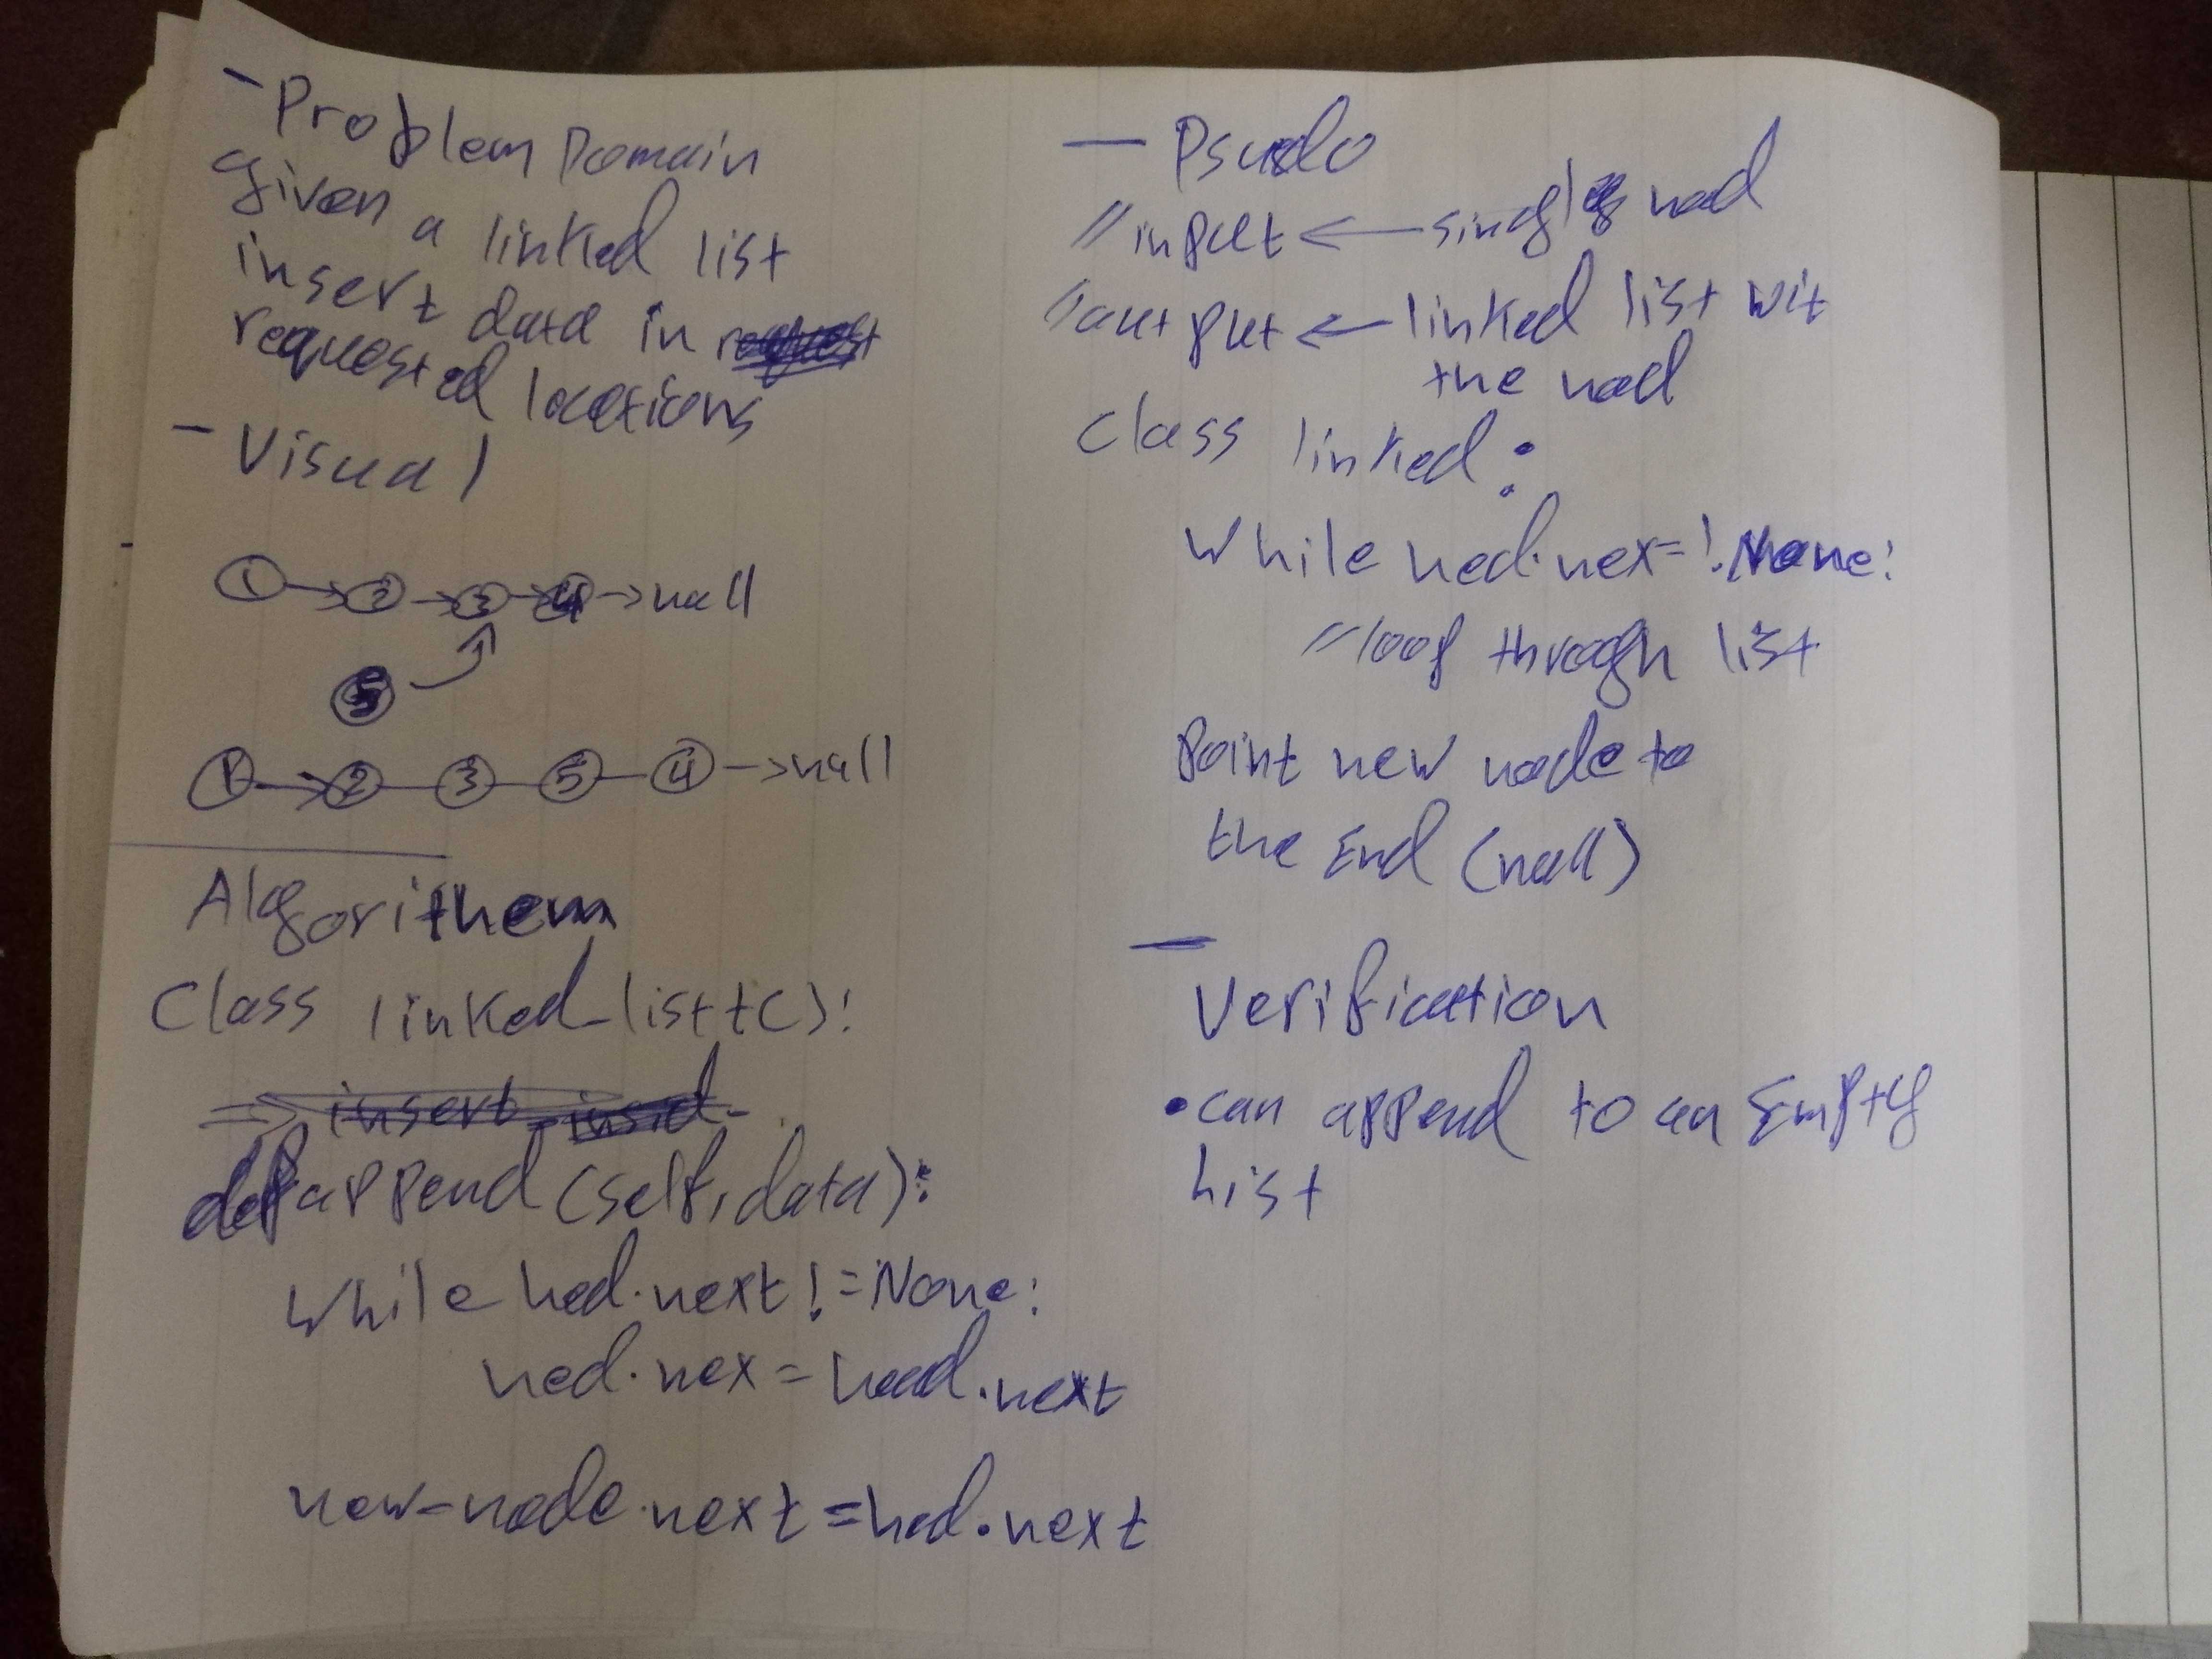 - Problem Domain
given a linked list
insert data in
requested locations
- Visual
1 → 2 → 3 → 4 → null
5
1 → 2 - 3 - 5 - 4 -> null
Algorithem
Class linked_listt():
=> insert
def append (self, data):
While hed.next != None:
hed.nex = head.next
new-node.next = hed.next
- Psudo
// input <- single nod
// output <- linked list wit
the nod
Class linked:
While hed.nex =! None:
// loop through list
Point new node to
the End (null)
- Verification
• can append to an Empty
list